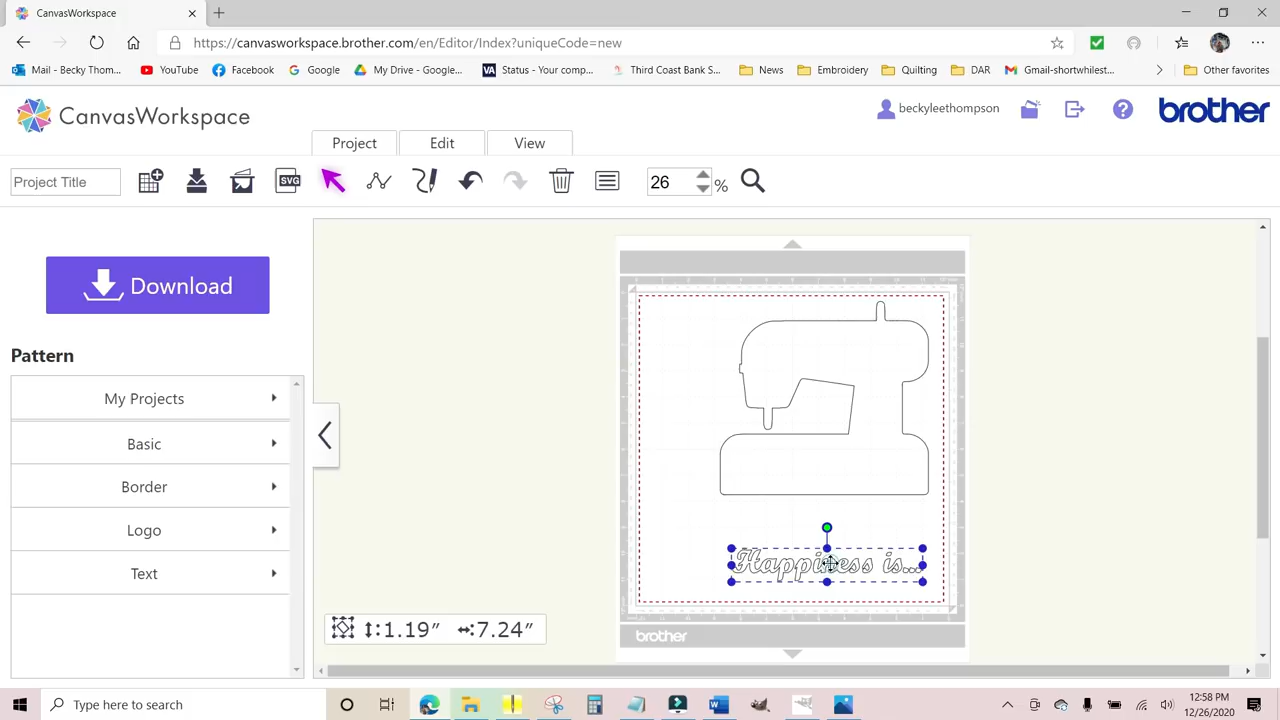 CanvasWorkspace
https://canvasworkspace.brother.com/en/Editor/Index?uniqueCode=new
Mail - Becky Thom...
YouTube
Facebook
Google
My Drive - Google...
VA
Status - Your comp...
Third Coast Bank S...
News
Embroidery
Quilting
DAR
Gmail-shortwhilest...
Other favorites
CanvasWorkspace
beckyleethompson
?
brother
Project
Edit
View
Project Title
SVG
26
%
Download
Pattern
My Projects
Basic
Border
Logo
Text
Happiness is...
brother
1.19″
7.24″
Type here to search
12:58 PM
12/26/2020